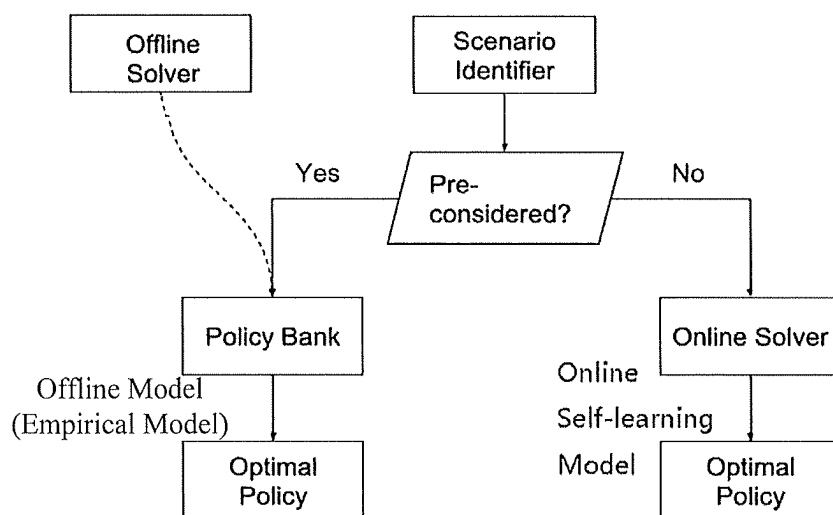 Offline
Solver
Scenario
Identifier
Yes
Pre-
considered?
No
Policy Bank
Online Solver
Offline Model
(Empirical Model)
Online
Self-learning
Model
Optimal
Policy
Optimal
Policy